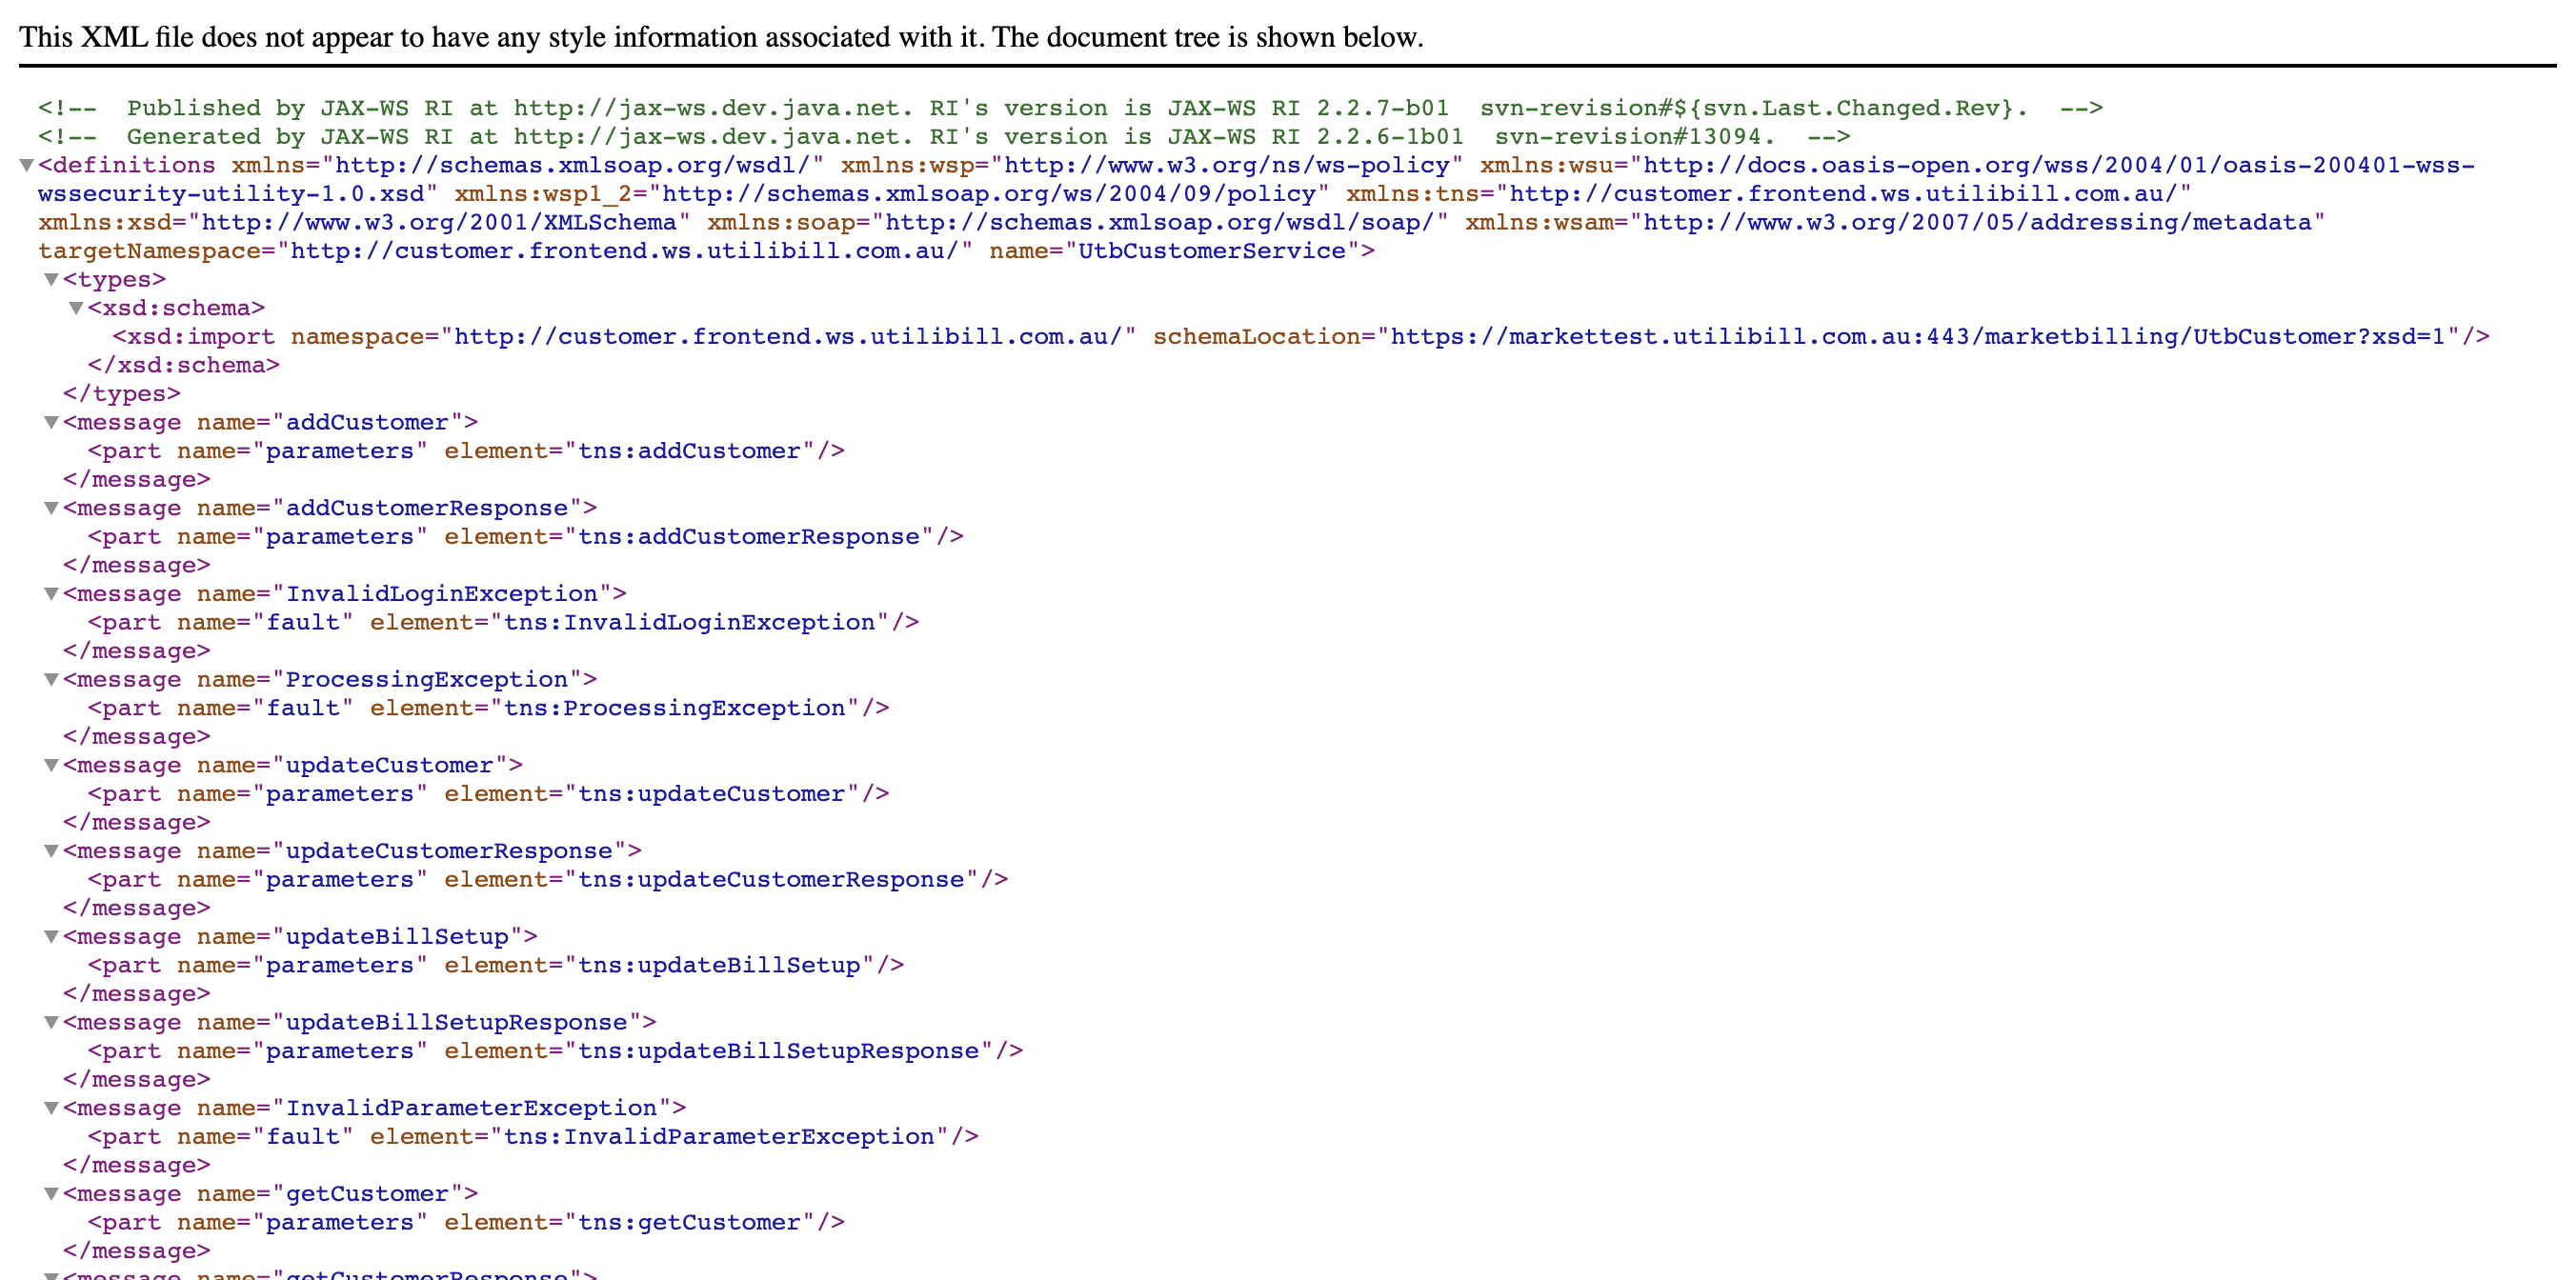 This XML file does not appear to have any style information associated with it. The document tree is shown below.
<!--  Published by JAX-WS RI at http://jax-ws.dev.java.net. RI's version is JAX-WS RI 2.2.7-b01  svn-revision#${svn.Last.Changed.Rev}.  -->
<!--  Generated by JAX-WS RI at http://jax-ws.dev.java.net. RI's version is JAX-WS RI 2.2.6-1b01  svn-revision#13094.  -->
▼<definitions xmlns="http://schemas.xmlsoap.org/wsdl/" xmlns:wsp="http://www.w3.org/ns/ws-policy" xmlns:wsu="http://docs.oasis-open.org/wss/2004/01/oasis-200401-wss-
wssecurity-utility-1.0.xsd" xmlns:wsp1_2="http://schemas.xmlsoap.org/ws/2004/09/policy" xmlns:tns="http://customer.frontend.ws.utilibill.com.au/"
xmlns:xsd="http://www.w3.org/2001/XMLSchema" xmlns:soap="http://schemas.xmlsoap.org/wsdl/soap/" xmlns:wsam="http://www.w3.org/2007/05/addressing/metadata"
targetNamespace="http://customer.frontend.ws.utilibill.com.au/" name="UtbCustomerService">
▼<types>
▼<xsd:schema>
<xsd:import namespace="http://customer.frontend.ws.utilibill.com.au/" schemaLocation="https://markettest.utilibill.com.au:443/marketbilling/UtbCustomer?xsd=1"/>
</xsd:schema>
</types>
▼<message name="addCustomer">
<part name="parameters" element="tns:addCustomer"/>
</message>
▼<message name="addCustomerResponse">
<part name="parameters" element="tns:addCustomerResponse"/>
</message>
▼<message name="InvalidLoginException">
<part name="fault" element="tns:InvalidLoginException"/>
</message>
▼<message name="ProcessingException">
<part name="fault" element="tns:ProcessingException"/>
</message>
▼<message name="updateCustomer">
<part name="parameters" element="tns:updateCustomer"/>
</message>
▼<message name="updateCustomerResponse">
<part name="parameters" element="tns:updateCustomerResponse"/>
</message>
▼<message name="updateBillSetup">
<part name="parameters" element="tns:updateBillSetup"/>
</message>
▼<message name="updateBillSetupResponse">
<part name="parameters" element="tns:updateBillSetupResponse"/>
</message>
▼<message name="InvalidParameterException">
<part name="fault" element="tns:InvalidParameterException"/>
</message>
▼<message name="getCustomer">
<part name="parameters" element="tns:getCustomer"/>
</message>
▼<message name="getCustomerResponse">